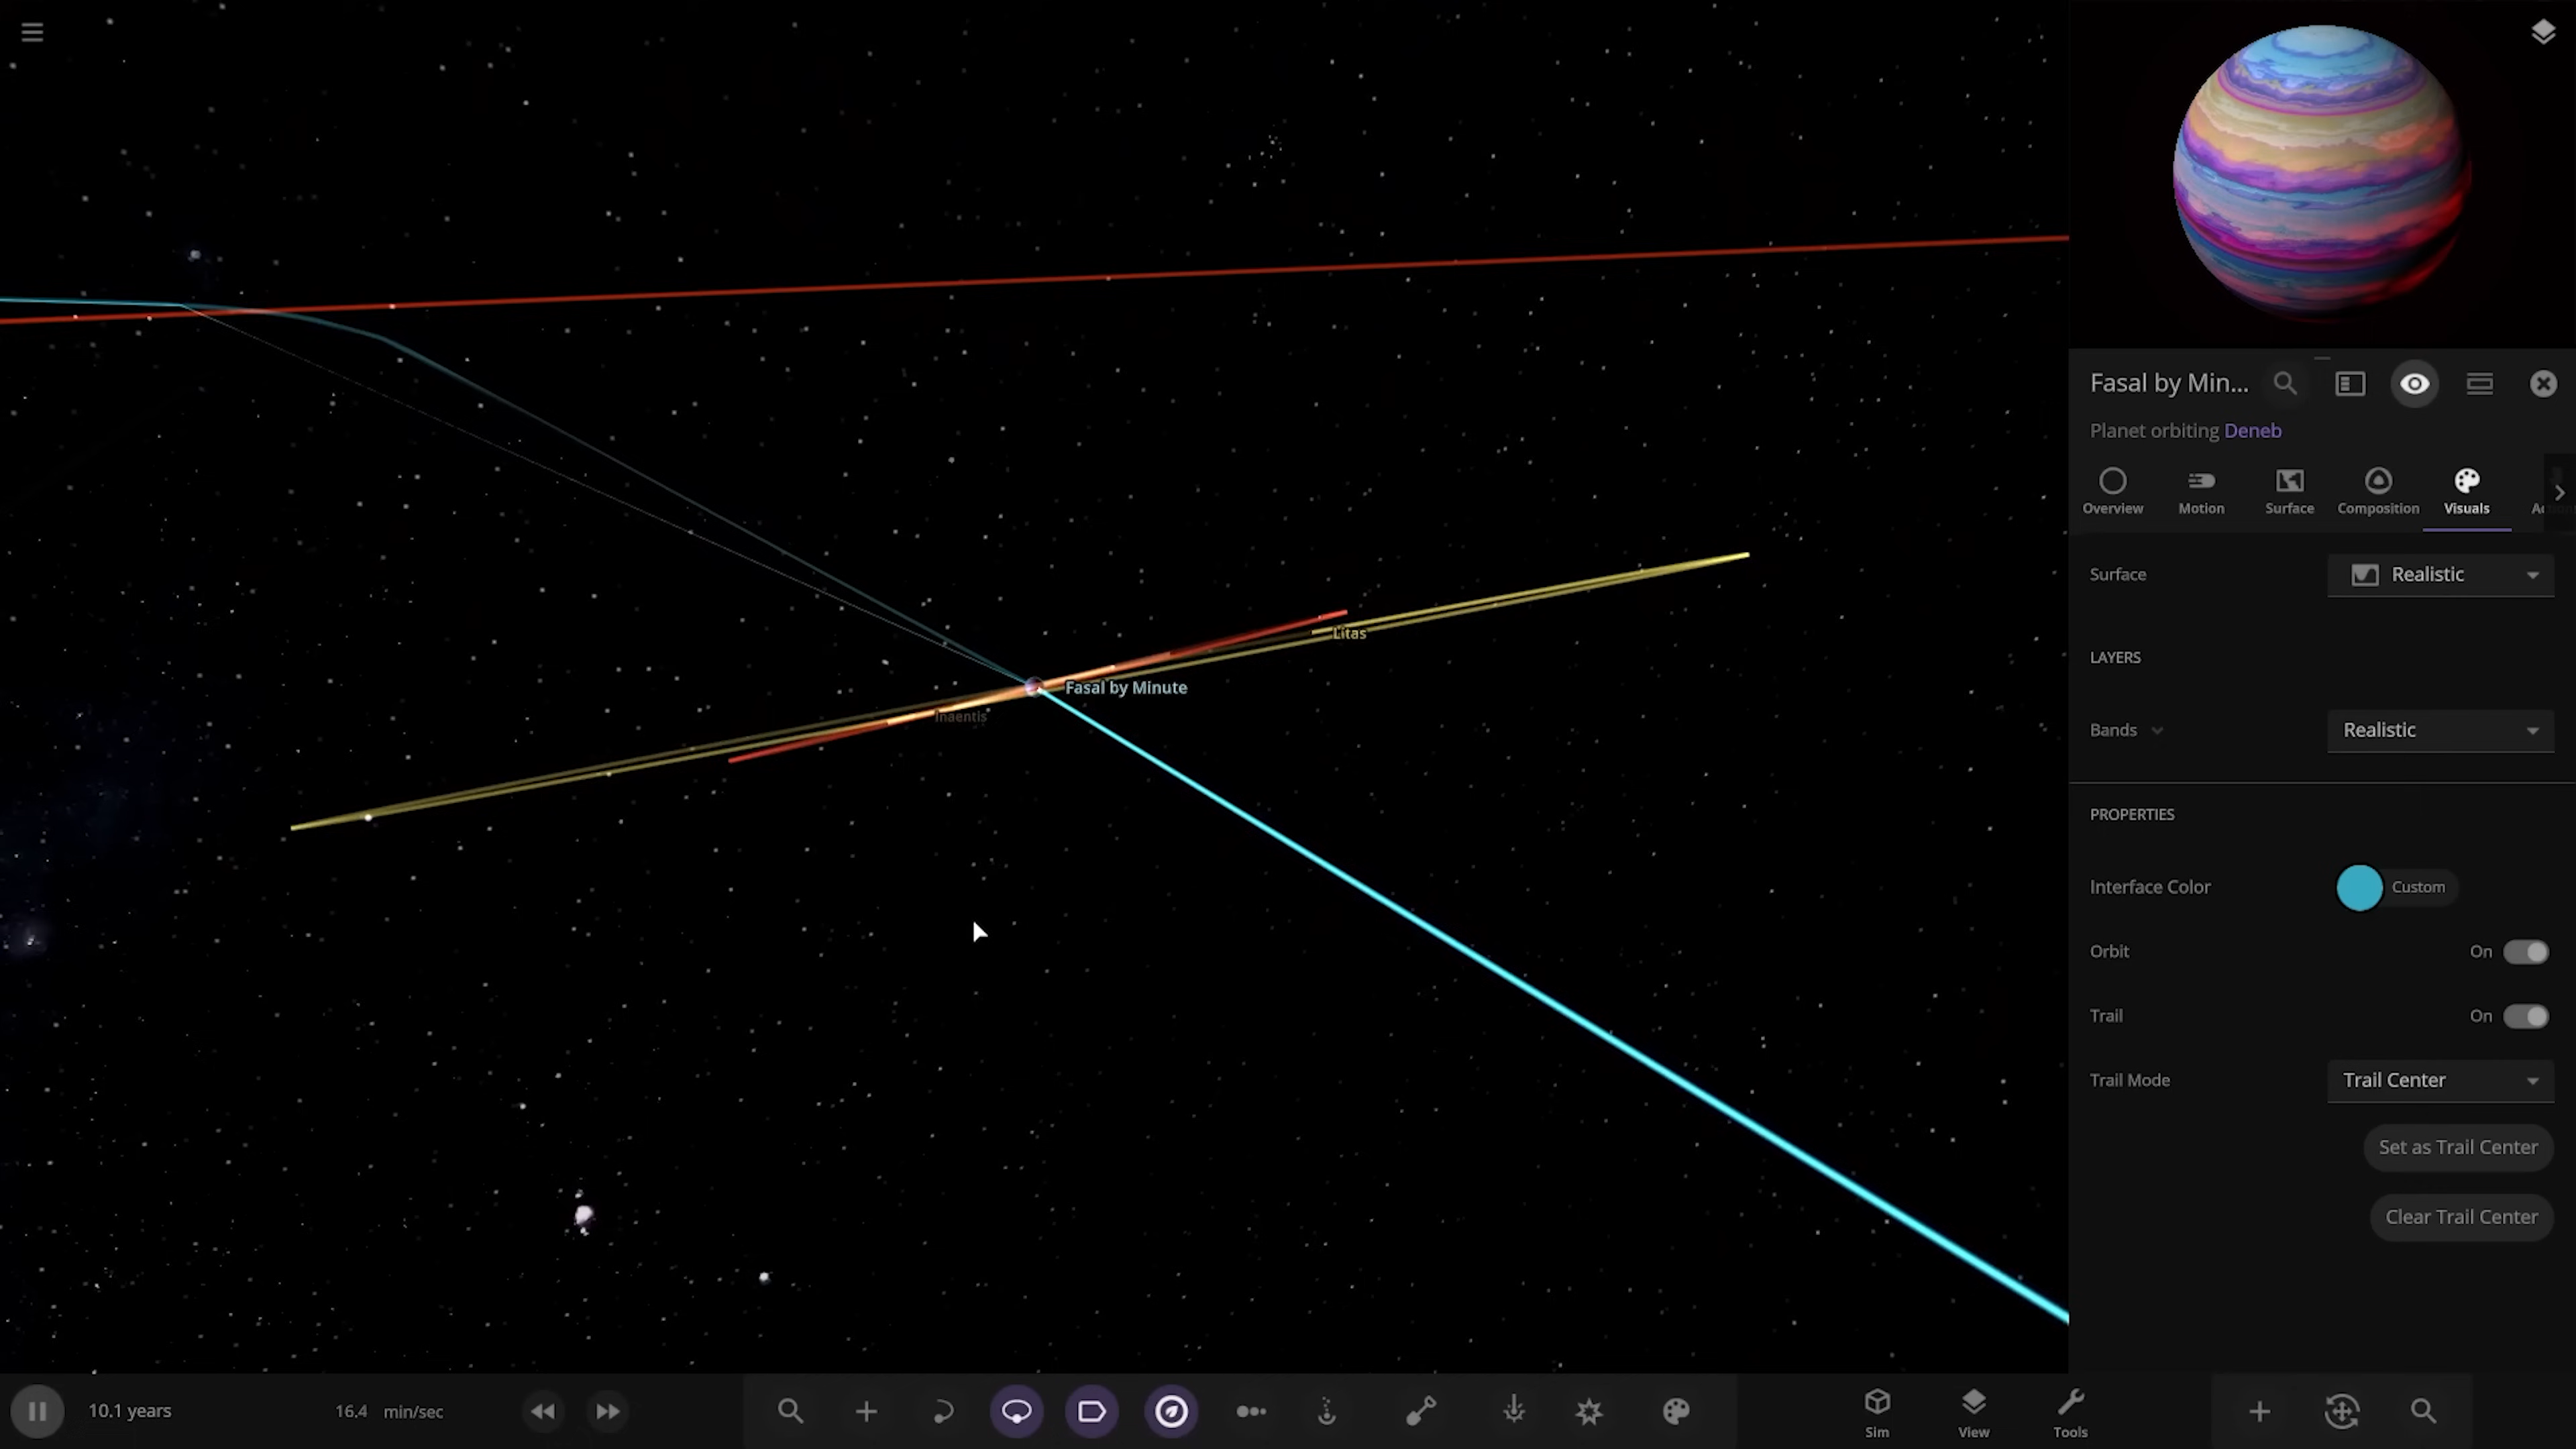 Litas
Fasal by Minute
Inaentis
Fasal by Min...
Planet orbiting Deneb
Overview
Motion
Surface
Composition
Visuals
Surface
Realistic
LAYERS
Bands
Realistic
PROPERTIES
Interface Color
Custom
Orbit
On
Trail
On
Trail Mode
Trail Center
Set as Trail Center
Clear Trail Center
10.1 years
16.4 min/sec
Sim
View
Tools